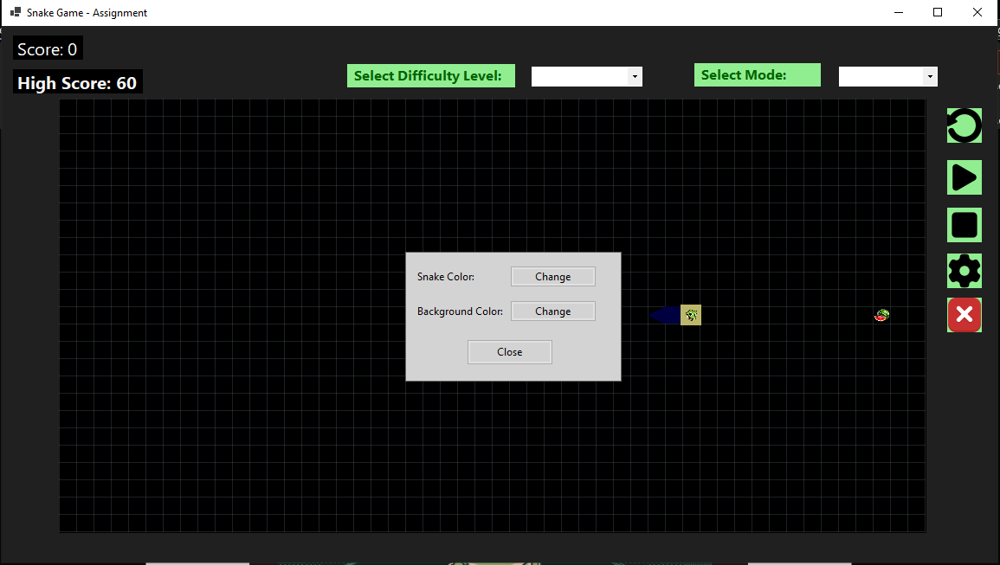 Snake Game - Assignment
Score: 0
High Score: 60
Select Difficulty Level:
Select Mode:
Snake Color:
Change
Background Color:
Change
Close